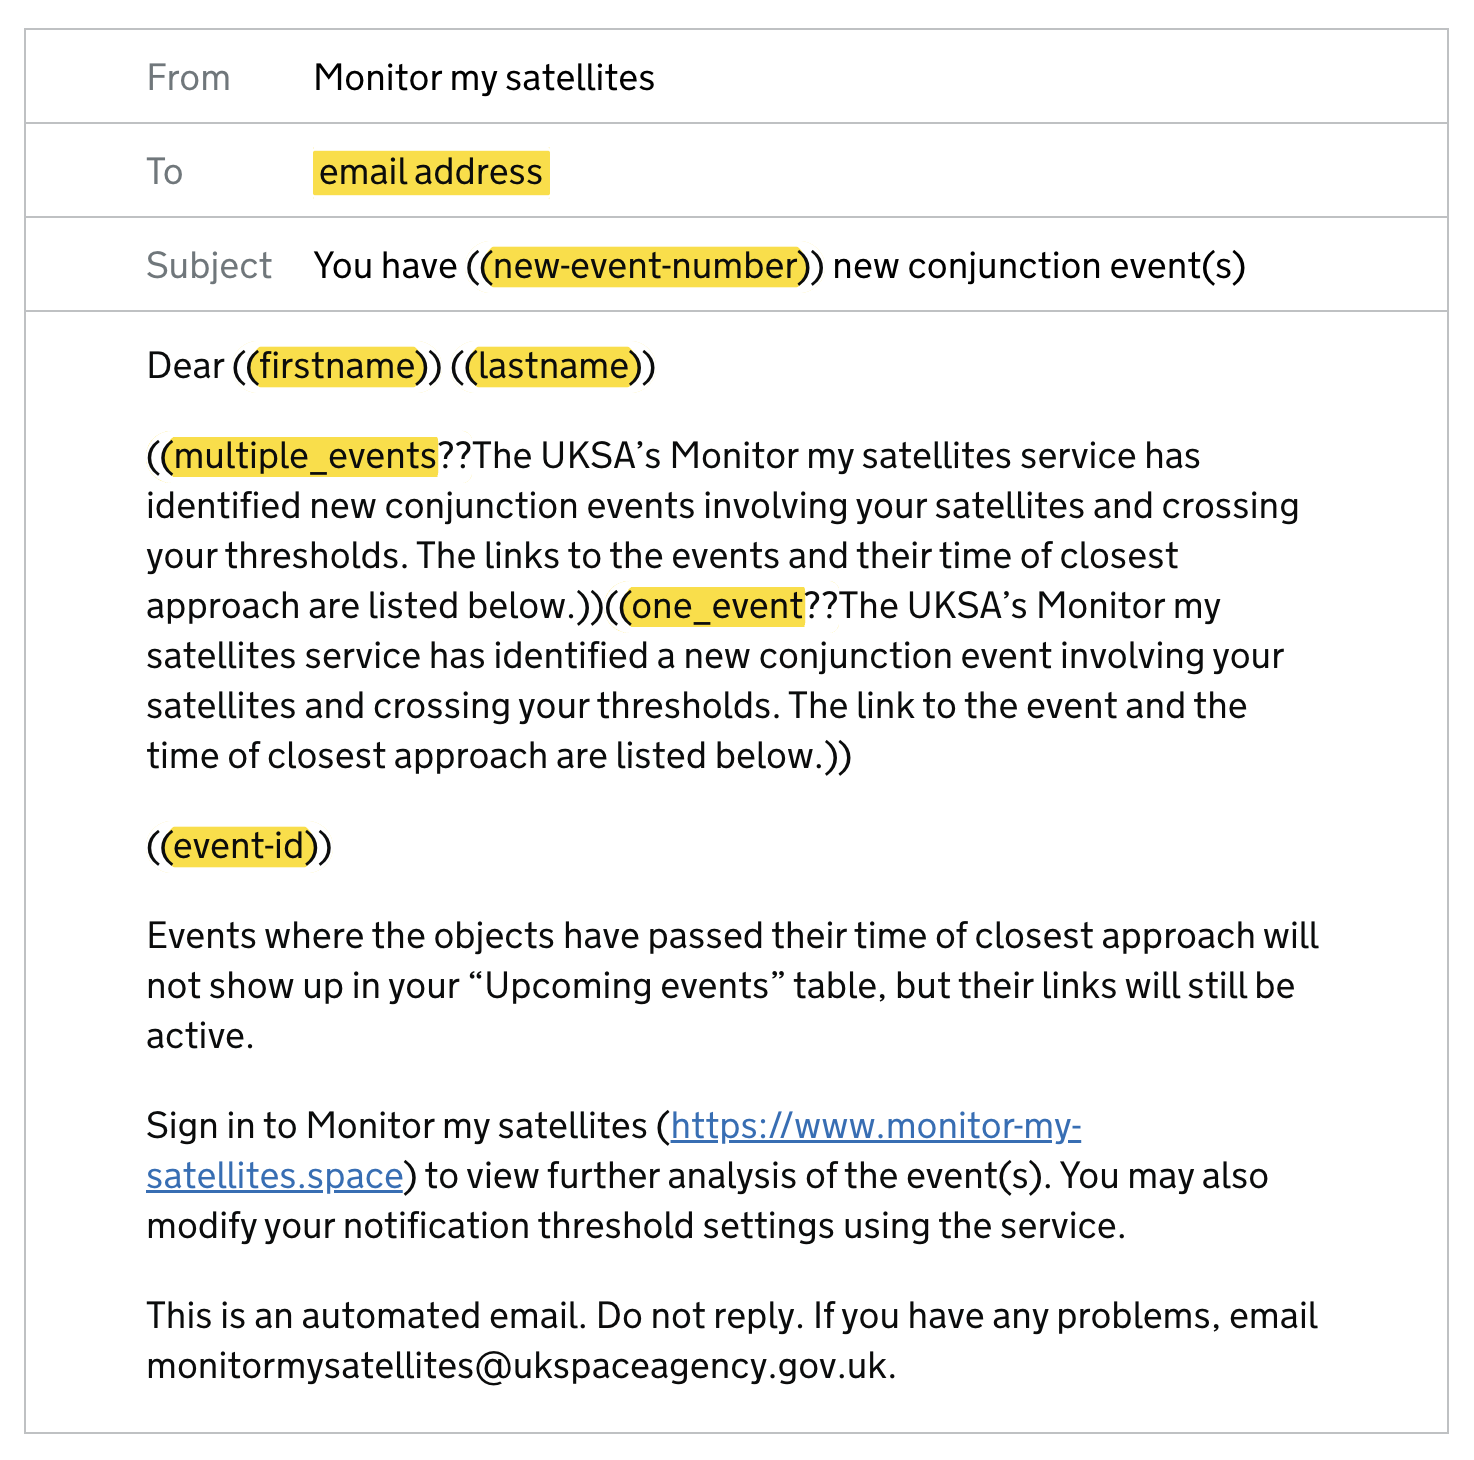 From Monitor my satellites
To email address
Subject You have ((new-event-number)) new conjunction event(s)
Dear ((firstname)) ((lastname))
((multiple_events??The UKSA’s Monitor my satellites service has
identified new conjunction events involving your satellites and crossing
your thresholds. The links to the events and their time of closest
approach are listed below.))((one_event??The UKSA’s Monitor my
satellites service has identified a new conjunction event involving your
satellites and crossing your thresholds. The link to the event and the
time of closest approach are listed below.))
((event-id))
Events where the objects have passed their time of closest approach will
not show up in your “Upcoming events” table, but their links will still be
active.
Sign in to Monitor my satellites (https://www.monitor-my-
satellites.space) to view further analysis of the event(s). You may also
modify your notification threshold settings using the service.
This is an automated email. Do not reply. If you have any problems, email
monitormysatellites@ukspaceagency.gov.uk.